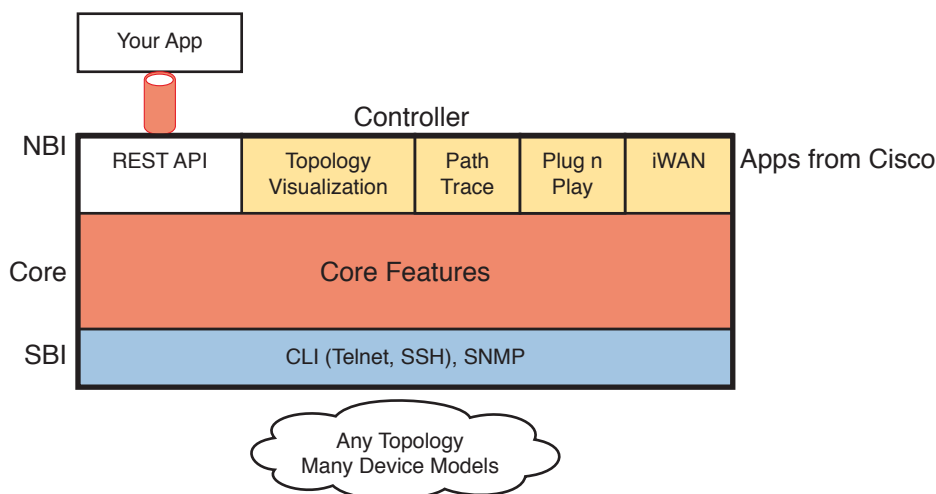 Your App
Controller
NBI
REST API
Topology
Visualization
Path
Trace
Plug n
Play
iWAN
Apps from Cisco
Core
Core Features
SBI
CLI (Telnet, SSH), SNMP
Any Topology
Many Device Models